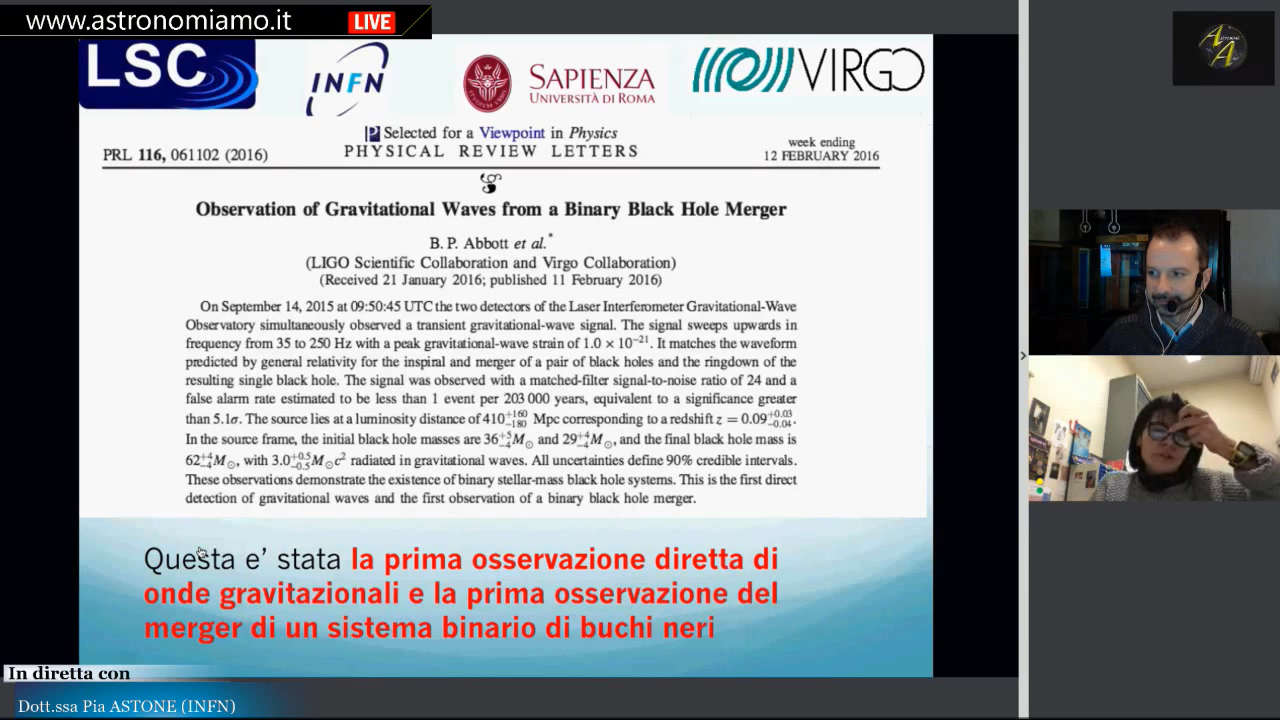 www.astronomiamo.it
LIVE
LSC
INFN
SAPIENZA
UNIVERSITÀ DI ROMA
VIRGO
Selected for a Viewpoint in Physics
PRL 116, 061102 (2016)
PHYSICAL REVIEW LETTERS
week ending
12 FEBRUARY 2016
Observation of Gravitational Waves from a Binary Black Hole Merger
B. P. Abbott et al.*
(LIGO Scientific Collaboration and Virgo Collaboration)
(Received 21 January 2016; published 11 February 2016)
On September 14, 2015 at 09:50:45 UTC the two detectors of the Laser Interferometer Gravitational-Wave
Observatory simultaneously observed a transient gravitational-wave signal. The signal sweeps upwards in
frequency from 35 to 250 Hz with a peak gravitational-wave strain of 1.0 × 10⁻²¹. It matches the waveform
predicted by general relativity for the inspiral and merger of a pair of black holes and the ringdown of the
resulting single black hole. The signal was observed with a matched-filter signal-to-noise ratio of 24 and a
false alarm rate estimated to be less than 1 event per 203 000 years, equivalent to a significance greater
than 5.1σ. The source lies at a luminosity distance of 410⁺¹⁶⁰₋₁₈₀ Mpc corresponding to a redshift z = 0.09⁺⁰·⁰³₋₀.₀₄.
In the source frame, the initial black hole masses are 36⁺⁵₋₄M⊙ and 29⁺⁴₋₄M⊙, and the final black hole mass is
62⁺⁴₋₄M⊙, with 3.0⁺⁰·⁵₋₀.₅M⊙c² radiated in gravitational waves. All uncertainties define 90% credible intervals.
These observations demonstrate the existence of binary stellar-mass black hole systems. This is the first direct
detection of gravitational waves and the first observation of a binary black hole merger.
Questa e' stata la prima osservazione diretta di
onde gravitazionali e la prima osservazione del
merger di un sistema binario di buchi neri
In diretta con
Dott.ssa Pia ASTONE (INFN)